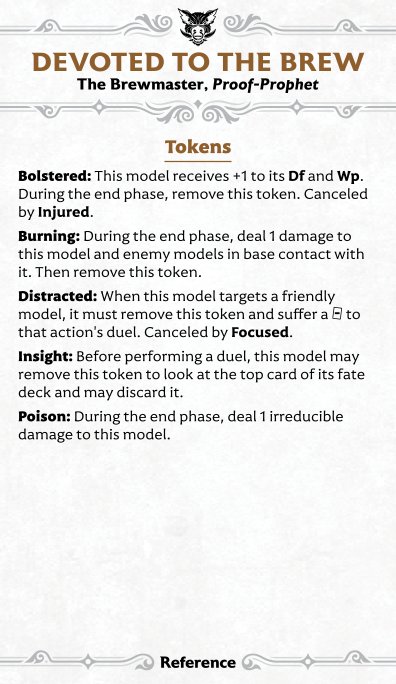 DEVOTED TO THE BREW
The Brewmaster, Proof-Prophet
Tokens
Bolstered: This model receives +1 to its Df and Wp.
During the end phase, remove this token. Canceled
by Injured.
Burning: During the end phase, deal 1 damage to
this model and enemy models in base contact with
it. Then remove this token.
Distracted: When this model targets a friendly
model, it must remove this token and suffer a to
that action's duel. Canceled by Focused.
Insight: Before performing a duel, this model may
remove this token to look at the top card of its fate
deck and may discard it.
Poison: During the end phase, deal 1 irreducible
damage to this model.
Reference